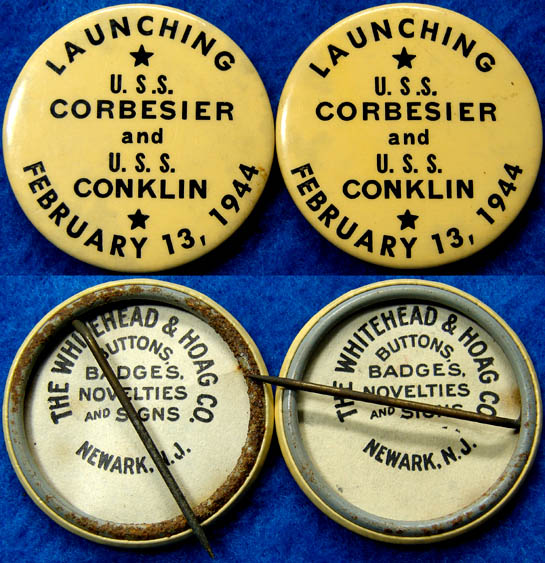 LAUNCHING
U. S.S.
CORBESIER
and
U. S. S.
CONKLIN
FEBRUARY 13, 1944
LAUNCHING
U. S.S.
CORBESIER
and
U. S. S.
CONKLIN
FEBRUARY 13, 1944
THE WHITEHEAD & HOAG CO.
BUTTONS,
BADGES,
NOVELTIES
AND SIGNS
NEWARK, N.J.
THE WHITEHEAD & HOAG CO.
BUTTONS,
BADGES,
NOVELTIES
AND SIGNS
NEWARK, N.J.